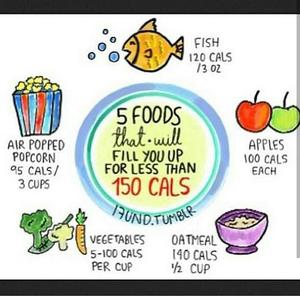 5 FOODS
that · will
FILL YOU UP
FOR LESS THAN
150 CALS
17UND.TUMBLR
FISH
120 CALS
/3 OZ
APPLES
100 CALS
EACH
OATMEAL
140 CALS
½ CUP
VEGETABLES
5-100 CALS
PER CUP
AIR POPPED
POPCORN
95 CALS/
3 CUPS